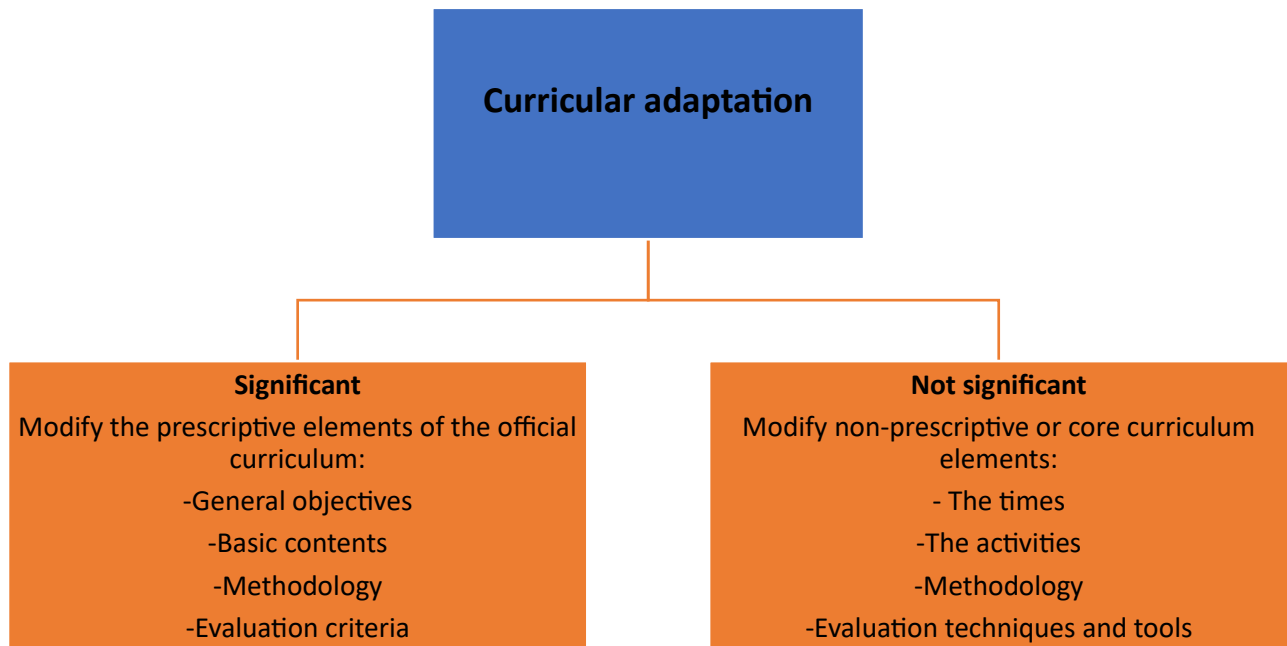 Curricular adaptation
Significant
Modify the prescriptive elements of the official
curriculum:
-General objectives
-Basic contents
-Methodology
-Evaluation criteria
Not significant
Modify non-prescriptive or core curriculum
elements:
- The times
-The activities
-Methodology
-Evaluation techniques and tools